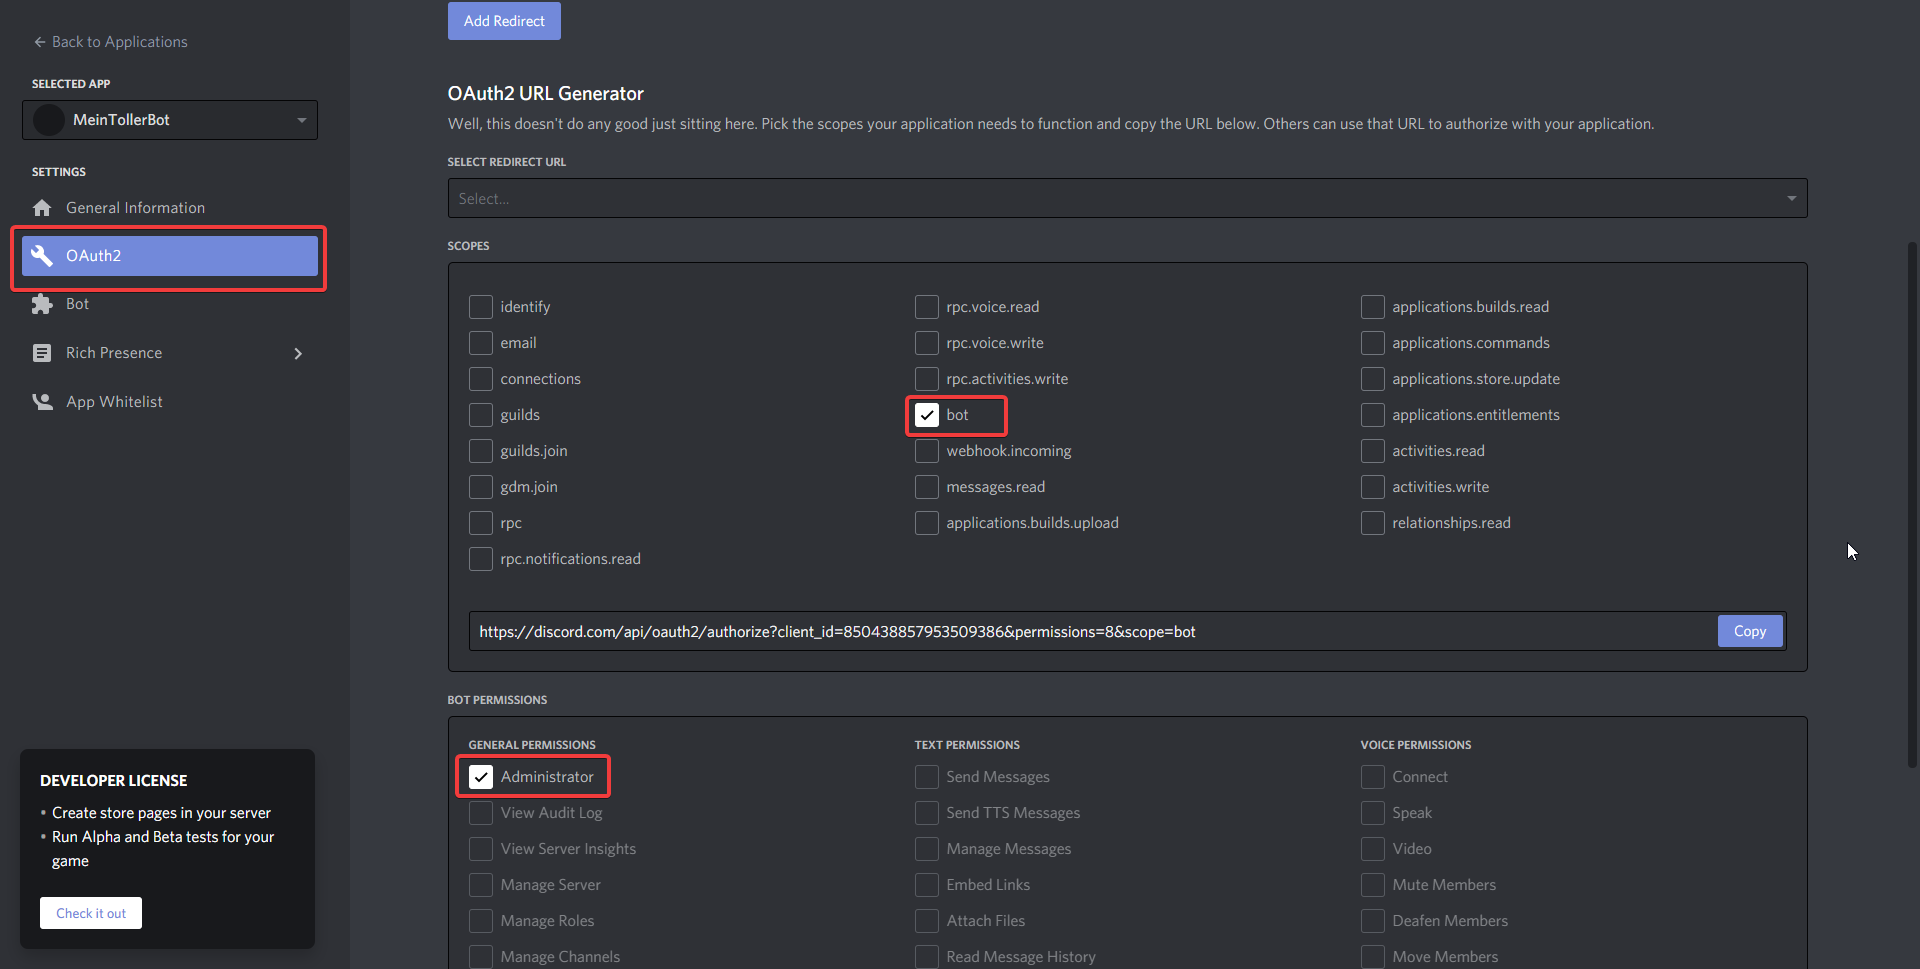 Back to Applications
SELECTED APP
MeinTollerBot
SETTINGS
General Information
OAuth2
Bot
Rich Presence
App Whitelist
DEVELOPER LICENSE
• Create store pages in your server
• Run Alpha and Beta tests for your
game
Check it out
Add Redirect
OAuth2 URL Generator
Well, this doesn't do any good just sitting here. Pick the scopes your application needs to function and copy the URL below. Others can use that URL to authorize with your application.
SELECT REDIRECT URL
Select...
SCOPES
identify
email
connections
guilds
guilds.join
gdm.join
rpc
rpc.notifications.read
rpc.voice.read
rpc.voice.write
rpc.activities.write
bot
webhook.incoming
messages.read
applications.builds.upload
applications.builds.read
applications.commands
applications.store.update
applications.entitlements
activities.read
activities.write
relationships.read
https://discord.com/api/oauth2/authorize?client_id=850438857953509386&permissions=8&scope=bot
Copy
BOT PERMISSIONS
GENERAL PERMISSIONS
Administrator
View Audit Log
View Server Insights
Manage Server
Manage Roles
Manage Channels
TEXT PERMISSIONS
Send Messages
Send TTS Messages
Manage Messages
Embed Links
Attach Files
Read Message History
VOICE PERMISSIONS
Connect
Speak
Video
Mute Members
Deafen Members
Move Members